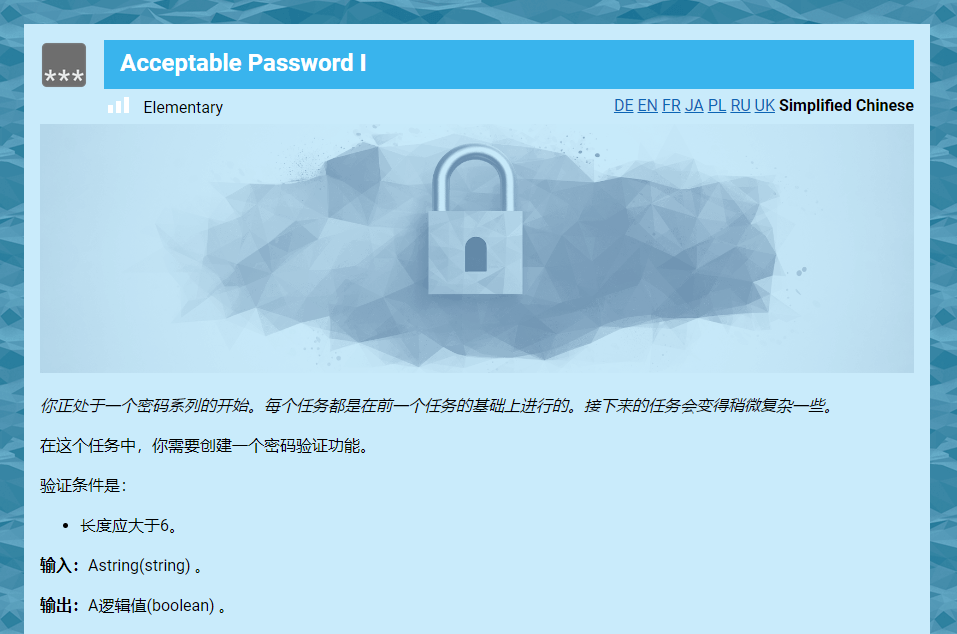 ***
Acceptable Password I
Elementary
DE EN FR JA PL RU UK Simplified Chinese
你正处于一个密码系列的开始。每个任务都是在前一个任务的基础上进行的。接下来的任务会变得稍微复杂一些。
在这个任务中，你需要创建一个密码验证功能。
验证条件是：
• 长度应大于6。
输入：Astring(string) 。
输出：A逻辑值(boolean) 。